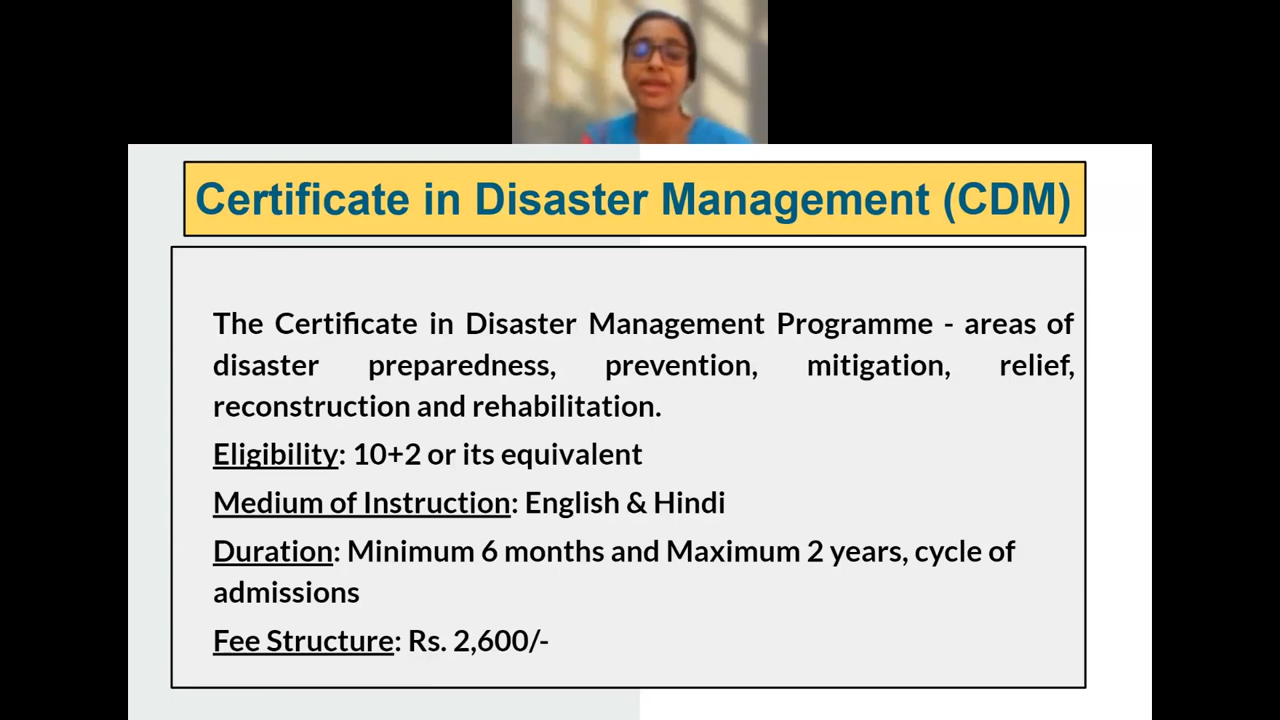 Certificate in Disaster Management (CDM)
The Certificate in Disaster Management Programme - areas of
disaster preparedness, prevention, mitigation, relief,
reconstruction and rehabilitation.
Eligibility: 10+2 or its equivalent
Medium of Instruction: English & Hindi
Duration: Minimum 6 months and Maximum 2 years, cycle of
admissions
Fee Structure: Rs. 2,600/-